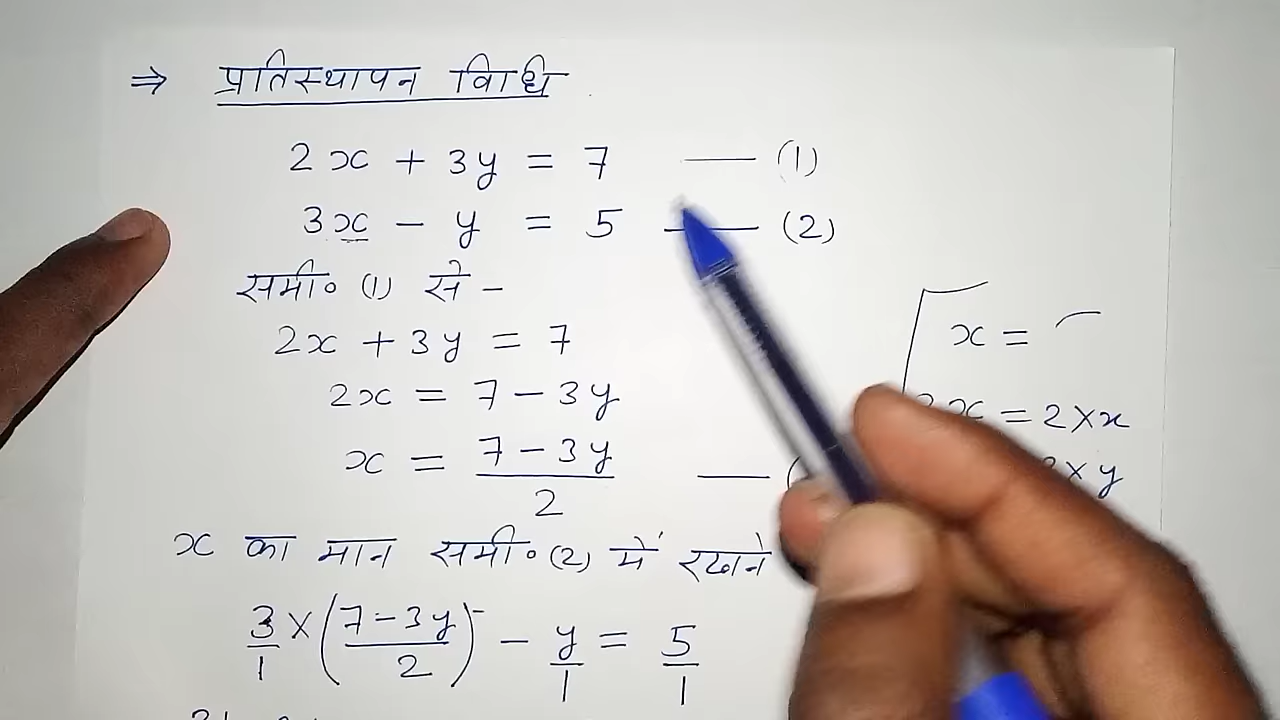 ⇒ प्रतिस्थापन विधि
2x + 3y = 7 —— (1)
3x − y = 5 —— (2)
समी० (1) से −
2x + 3y = 7
2x = 7 − 3y
x = (7 − 3y)/2 ——
x का मान समी० (2) में रखने
3/1 × ((7 − 3y)/2) − y/1 = 5/1
x =
x = 2 × x
× y